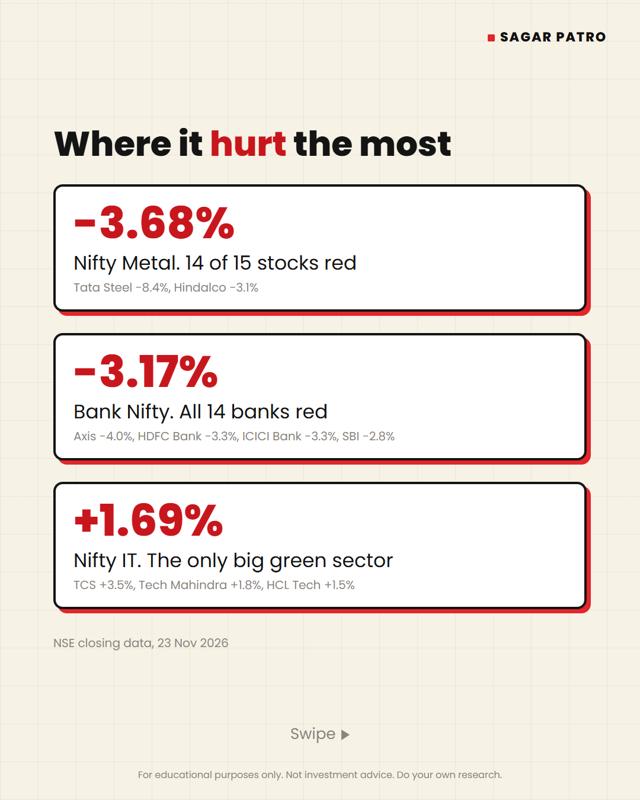 SAGAR PATRO
Where it hurt the most
−3.68%
Nifty Metal. 14 of 15 stocks red
Tata Steel −8.4%, Hindalco −3.1%
−3.17%
Bank Nifty. All 14 banks red
Axis −4.0%, HDFC Bank −3.3%, ICICI Bank −3.3%, SBI −2.8%
+1.69%
Nifty IT. The only big green sector
TCS +3.5%, Tech Mahindra +1.8%, HCL Tech +1.5%
NSE closing data, 23 Nov 2026
Swipe ▶
For educational purposes only. Not investment advice. Do your own research.